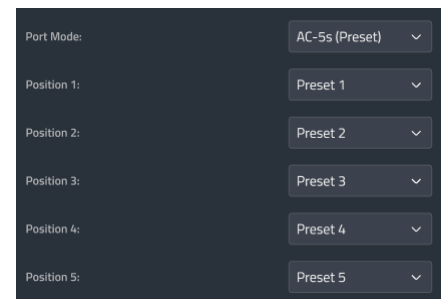 Port Mode: AC-5s (Preset)
Position 1: Preset 1
Position 2: Preset 2
Position 3: Preset 3
Position 4: Preset 4
Position 5: Preset 5